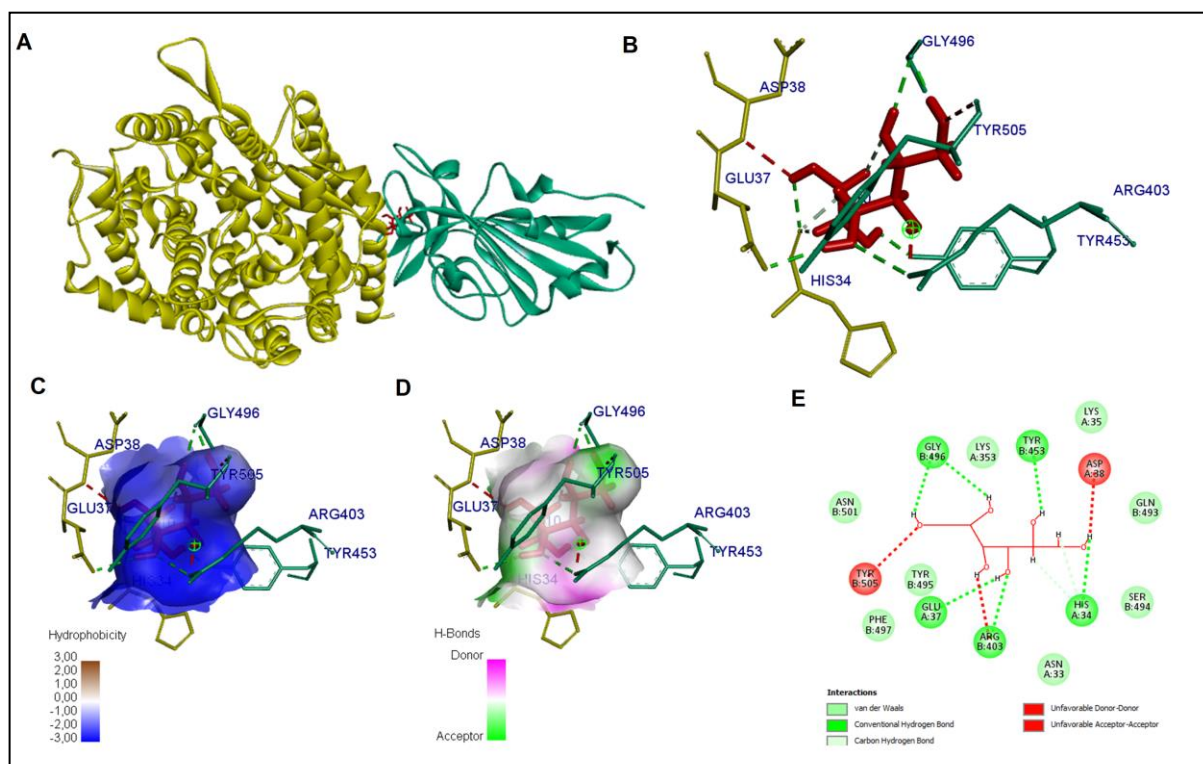 A
B
GLY496
ASP38
TYR505
GLU37
ARG403
TYR453
HIS34
C
GLY496
ASP38
TYR505
GLU37
ARG403
TYR453
HIS34
Hydrophobicity
3,00
2,00
1,00
0,00
-1,00
-2,00
-3,00
D
GLY496
ASP38
TYR505
GLU37
ARG403
TYR453
HIS34
H-Bonds
Donor
Acceptor
E
LYS
A:35
GLY
B:496
LYS
A:353
TYR
B:453
ASP
A:38
ASN
B:501
GLN
B:493
H
H
H
H
H
O
O
O
O
H
TYR
B:505
TYR
B:495
H
O
O
H
H
GLU
A:37
HIS
A:34
SER
B:494
PHE
B:497
ARG
B:403
ASN
A:33
Interactions
van der Waals
Conventional Hydrogen Bond
Carbon Hydrogen Bond
Unfavorable Donor-Donor
Unfavorable Acceptor-Acceptor